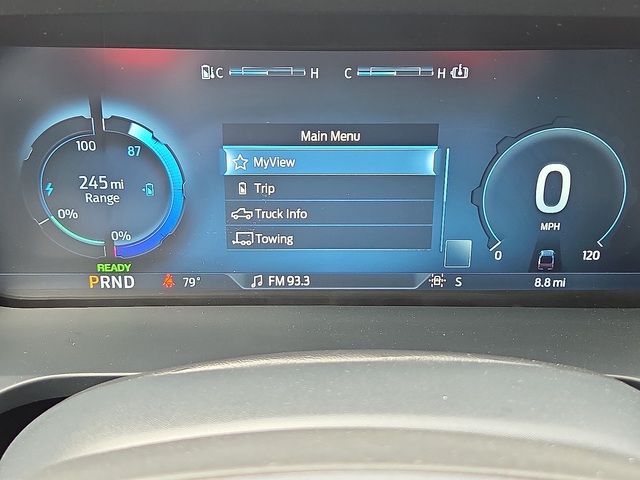 C H C H
100
87
245 mi
Range
0%
0%
READY
PRND
79°
Main Menu
MyView
Trip
Truck Info
Towing
FM 93.3
S
0
MPH
0 120
8.8 mi